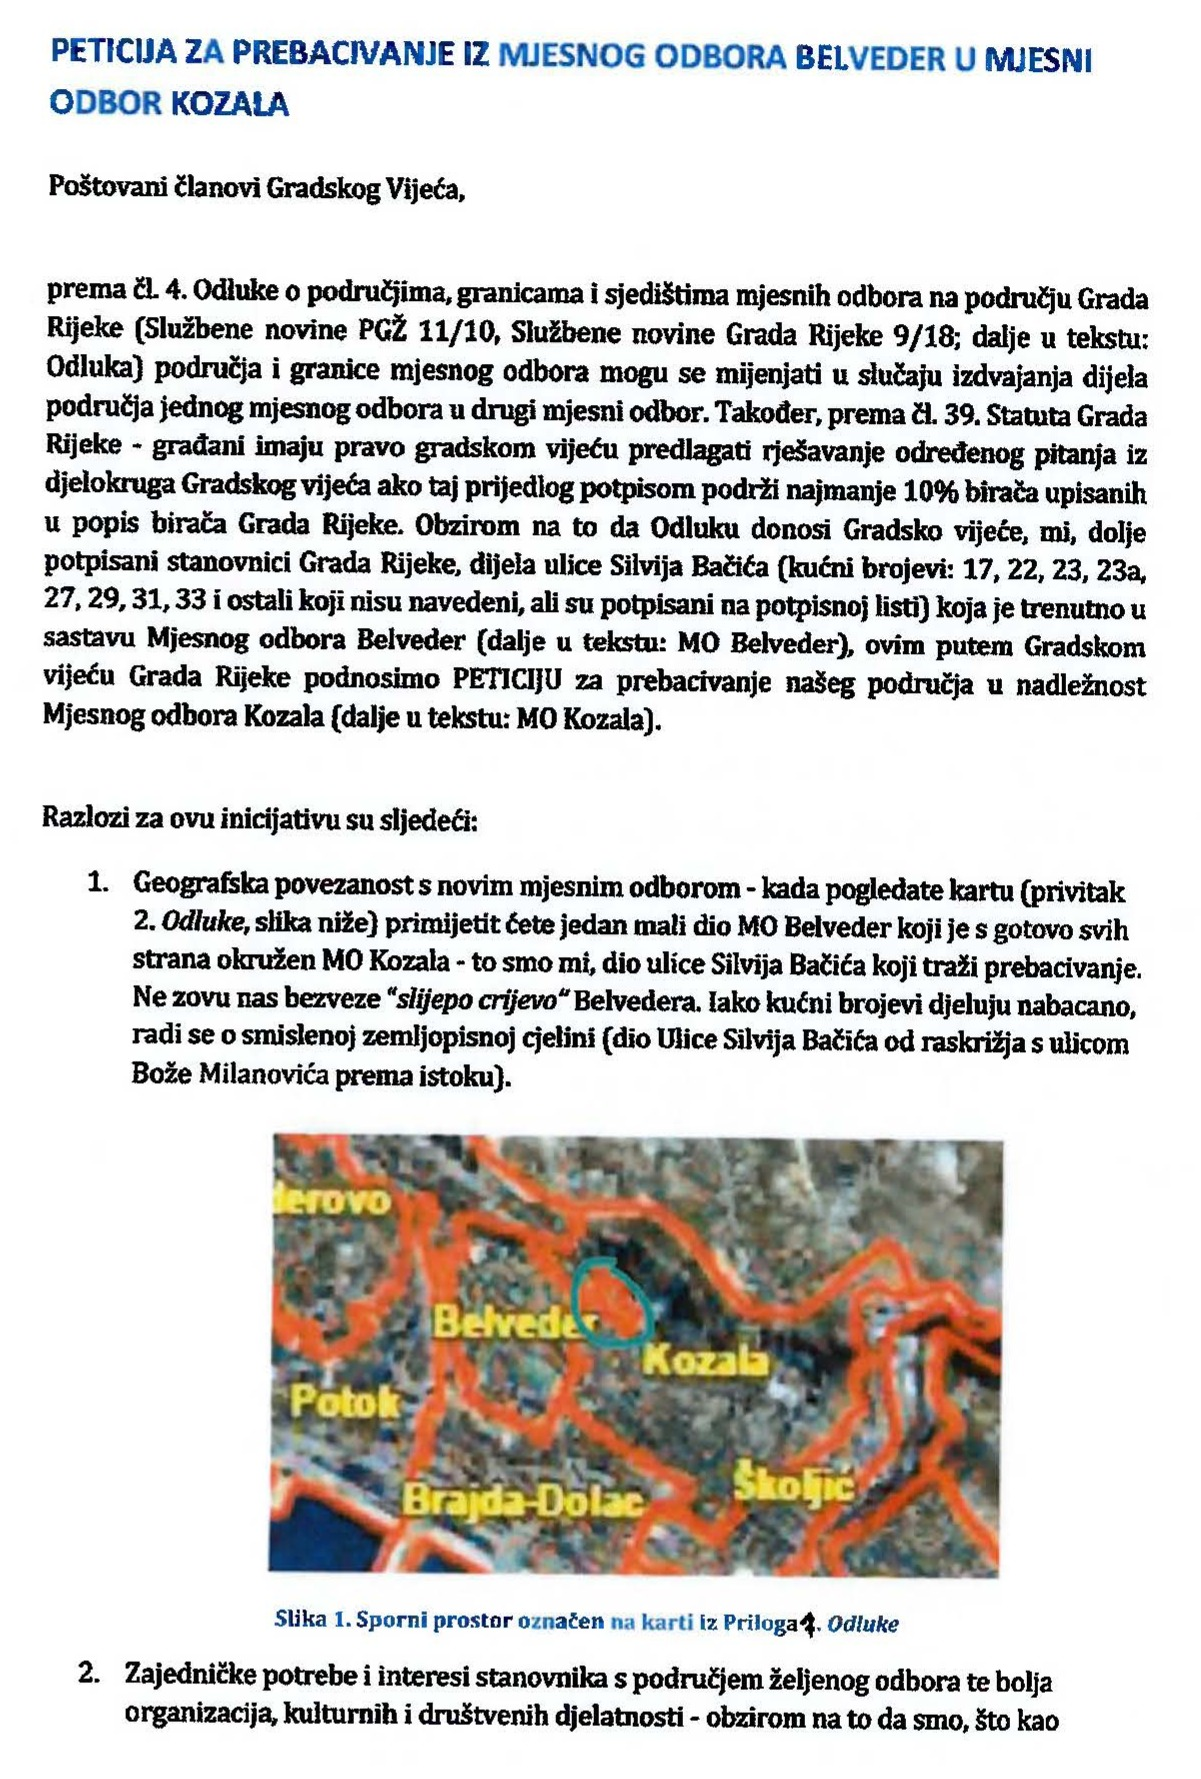 PETICIJA ZA PREBACIVANJE IZ MJESNOG ODBORA BELVEDER U MJESNI
ODBOR KOZALA
Poštovani članovi Gradskog Vijeća,
prema čl. 4. Odluke o područjima, granicama i sjedištima mjesnih odbora na području Grada
Rijeke (Službene novine PGŽ 11/10, Službene novine Grada Rijeke 9/18; dalje u tekstu:
Odluka) područja i granice mjesnog odbora mogu se mijenjati u slučaju izdvajanja dijela
područja jednog mjesnog odbora u drugi mjesni odbor. Također, prema čl. 39. Statuta Grada
Rijeke - građani imaju pravo gradskom vijeću predlagati rješavanje određenog pitanja iz
djelokruga Gradskog vijeća ako taj prijedlog potpisom podrži najmanje 10% birača upisanih
u popis birača Grada Rijeke. Obzirom na to da Odluku donosi Gradsko vijeće, mi, dolje
potpisani stanovnici Grada Rijeke, dijela ulice Silvija Bačića (kućni brojevi: 17, 22, 23, 23a,
27, 29, 31, 33 i ostali koji nisu navedeni, ali su potpisani na potpisnoj listi) koja je trenutno u
sastavu Mjesnog odbora Belveder (dalje u tekstu: MO Belveder), ovim putem Gradskom
vijeću Grada Rijeke podnosimo PETICIJU za prebacivanje našeg područja u nadležnost
Mjesnog odbora Kozala (dalje u tekstu: MO Kozala).
Razlozi za ovu inicijativu su sljedeći:
1. Geografska povezanost s novim mjesnim odborom - kada pogledate kartu (privitak
2. Odluke, slika niže) primijetit ćete jedan mali dio MO Belveder koji je s gotovo svih
strana okružen MO Kozala - to smo mi, dio ulice Silvija Bačića koji traži prebacivanje.
Ne zovu nas bezveze "slijepo crijevo" Belvedera. Iako kućni brojevi djeluju nabacano,
radi se o smislenoj zemljopisnoj cjelini (dio Ulice Silvija Bačića od raskrižja s ulicom
Bože Milanovića prema istoku).
derovo
Belveder
Kozala
Potok
Brajda-Dolac
Školjić
Slika 1. Sporni prostor označen na karti iz Priloga 1. Odluke
2. Zajedničke potrebe i interesi stanovnika s područjem željenog odbora te bolja
organizacija, kulturnih i društvenih djelatnosti - obzirom na to da smo, što kao